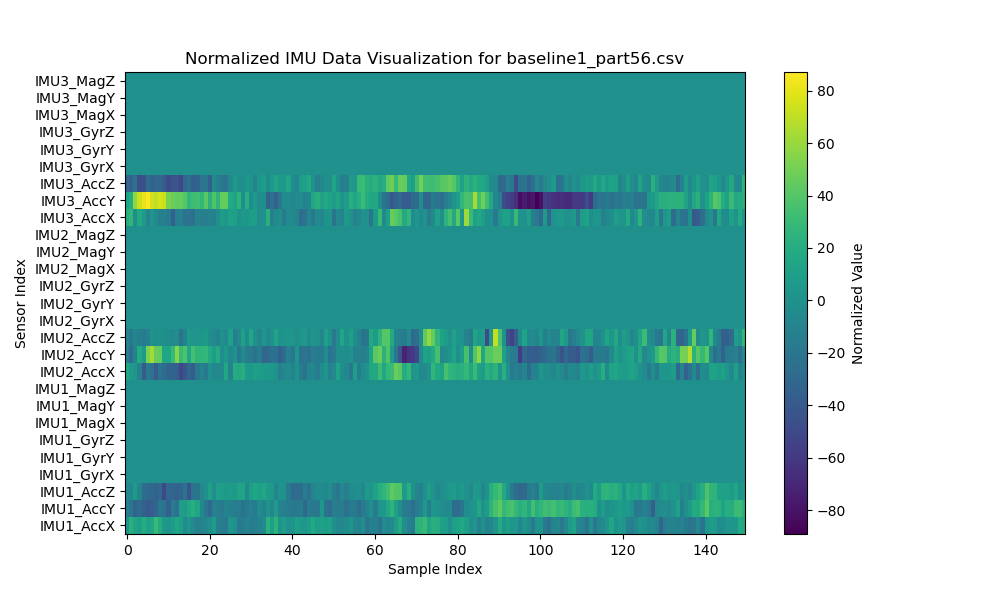 Normalized IMU Data Visualization for baseline1_part56.csv
IMU3_MagZ
IMU3_MagY
IMU3_MagX
IMU3_GyrZ
IMU3_GyrY
IMU3_GyrX
IMU3_AccZ
IMU3_AccY
IMU3_AccX
IMU2_MagZ
IMU2_MagY
IMU2_MagX
IMU2_GyrZ
IMU2_GyrY
IMU2_GyrX
IMU2_AccZ
IMU2_AccY
IMU2_AccX
IMU1_MagZ
IMU1_MagY
IMU1_MagX
IMU1_GyrZ
IMU1_GyrY
IMU1_GyrX
IMU1_AccZ
IMU1_AccY
IMU1_AccX
Sensor Index
0 20 40 60 80 100 120 140
Sample Index
80
60
40
20
0
−20
−40
−60
−80
Normalized Value